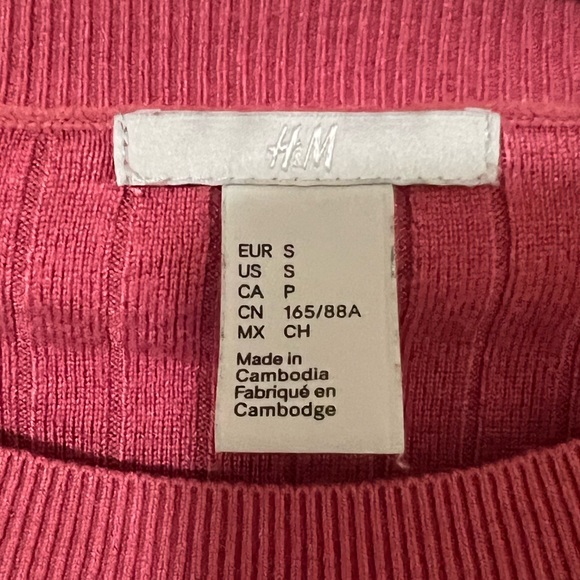 H&M
EUR S
US S
CA P
CN 165/88A
MX CH
Made in
Cambodia
Fabriqué en
Cambodge